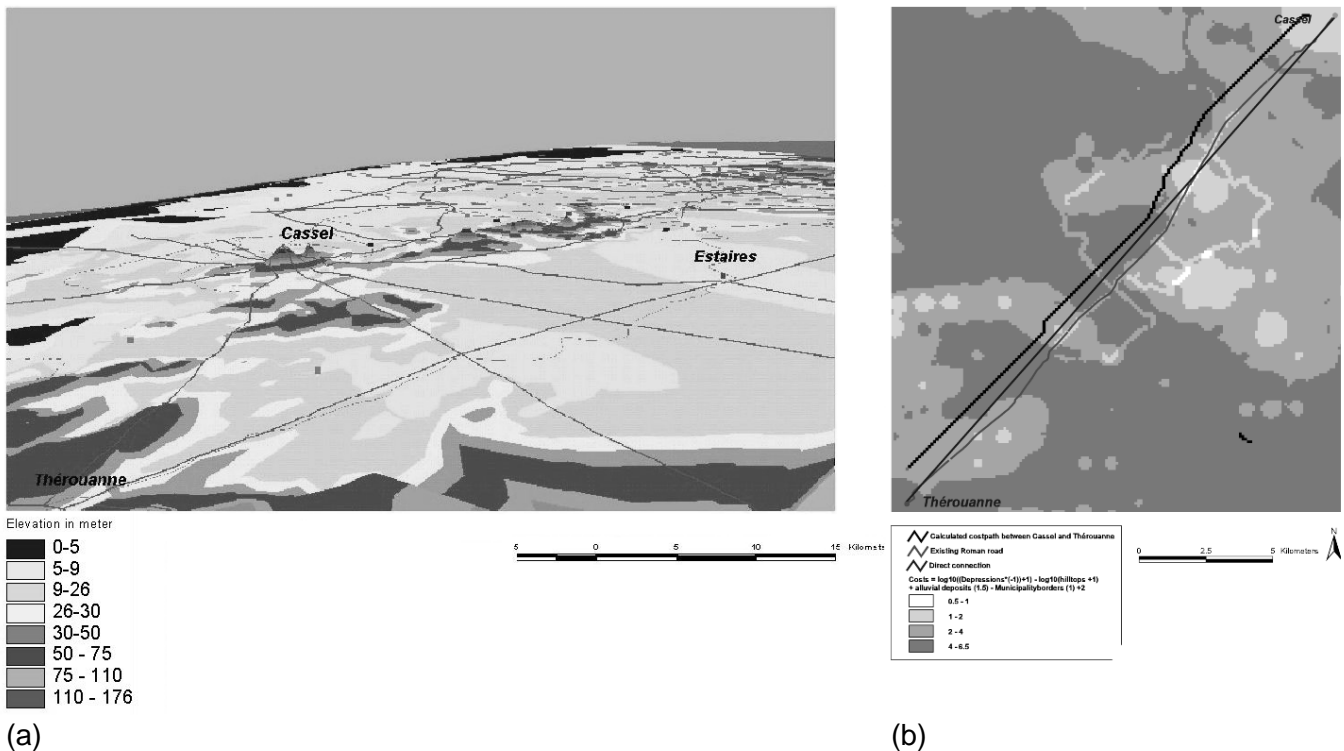 Cassel
Estaires
Thérouanne
Elevation in meter
0-5
5-9
9-26
26-30
30-50
50 - 75
75 - 110
110 - 176
5 0 5 10 15 Kilomete
(a)
Cassel
Thérouanne
Calculated costpath between Cassel and Thérouanne
Existing Roman road
Direct connection
Costs = log10((Depressions*(-1))+1) - log10(hilltops +1)
+ alluvial deposits (1.5) - Municipalityborders (1) +2
0.5 - 1
1 - 2
2 - 4
4 - 6.5
0 2.5 5 Kilometers
N
(b)